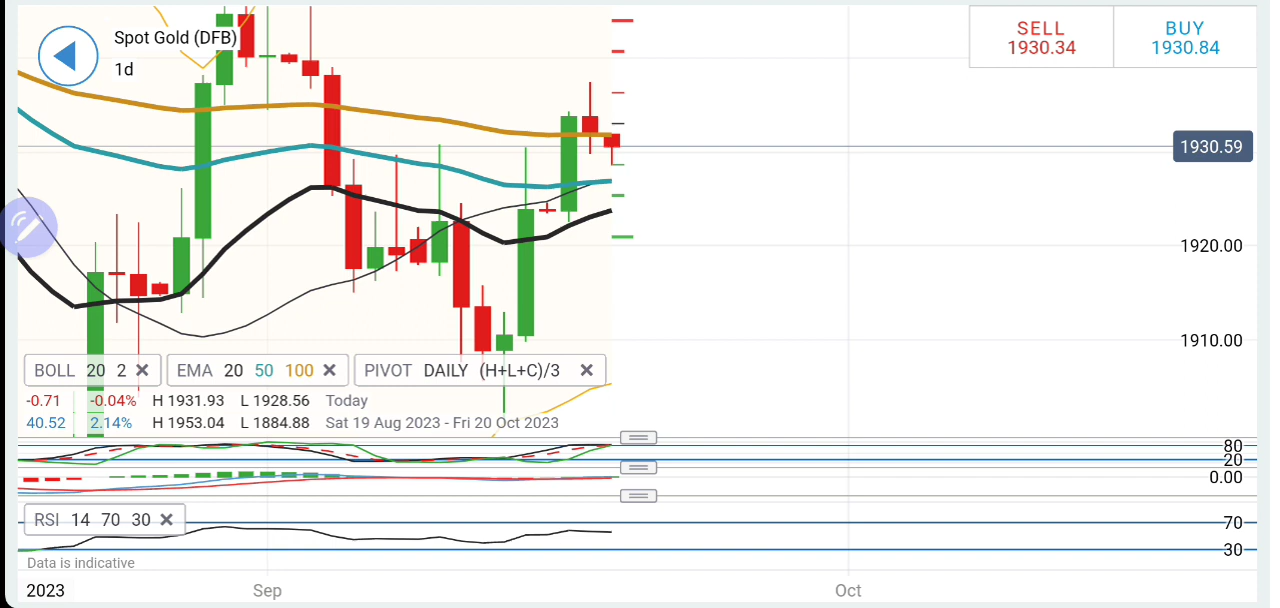 Spot Gold (DFB)
1d
SELL
1930.34
BUY
1930.84
1930.59
1920.00
1910.00
BOLL 20 2 EMA 20 50 100 PIVOT DAILY (H+L+C)/3
-0.71 -0.04% H 1931.93 L 1928.56 Today
40.52 2.14% H 1953.04 L 1884.88 Sat 19 Aug 2023 - Fri 20 Oct 2023
80
20
0.00
RSI 14 70 30
70
30
Data is indicative
2023 Sep Oct